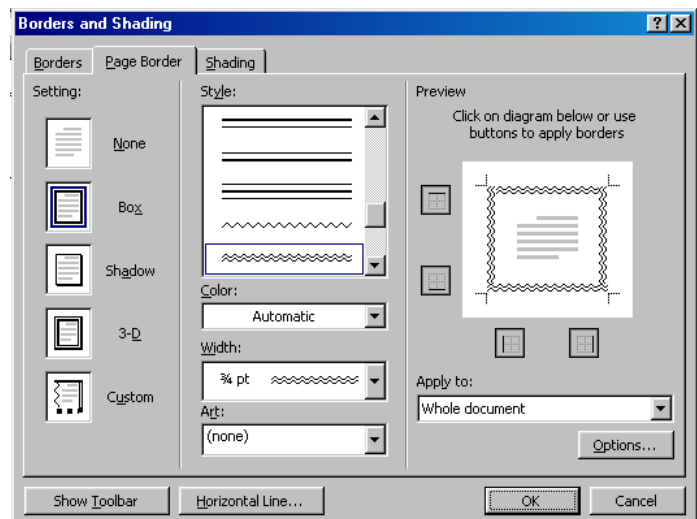 Borders and Shading
Borders
Page Border
Shading
Setting:
None
Box
Shadow
3-D
Custom
Style:
Color:
Automatic
Width:
¾ pt
Art:
(none)
Preview
Click on diagram below or use
buttons to apply borders
Apply to:
Whole document
Options...
Show Toolbar
Horizontal Line...
OK
Cancel